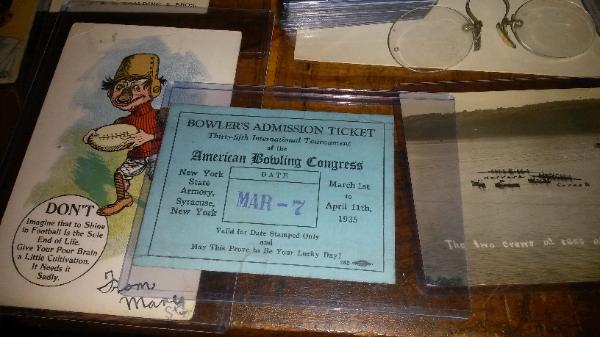 DON'T
Imagine that to Shine
in Football is the Sole
End of Life.
Give Your Poor Brain
a Little Cultivation.
It Needs it
Sadly.
From
BOWLER'S ADMISSION TICKET
Thirty-fifth International Tournament
of the
American Bowling Congress
New York
State
Armory,
Syracuse,
New York
DATE
MAR - 7
March 1st
to
April 11th,
1935
Valid for Date Stamped Only
and
May This Prove to Be Your Lucky Day!
The two crews at rest